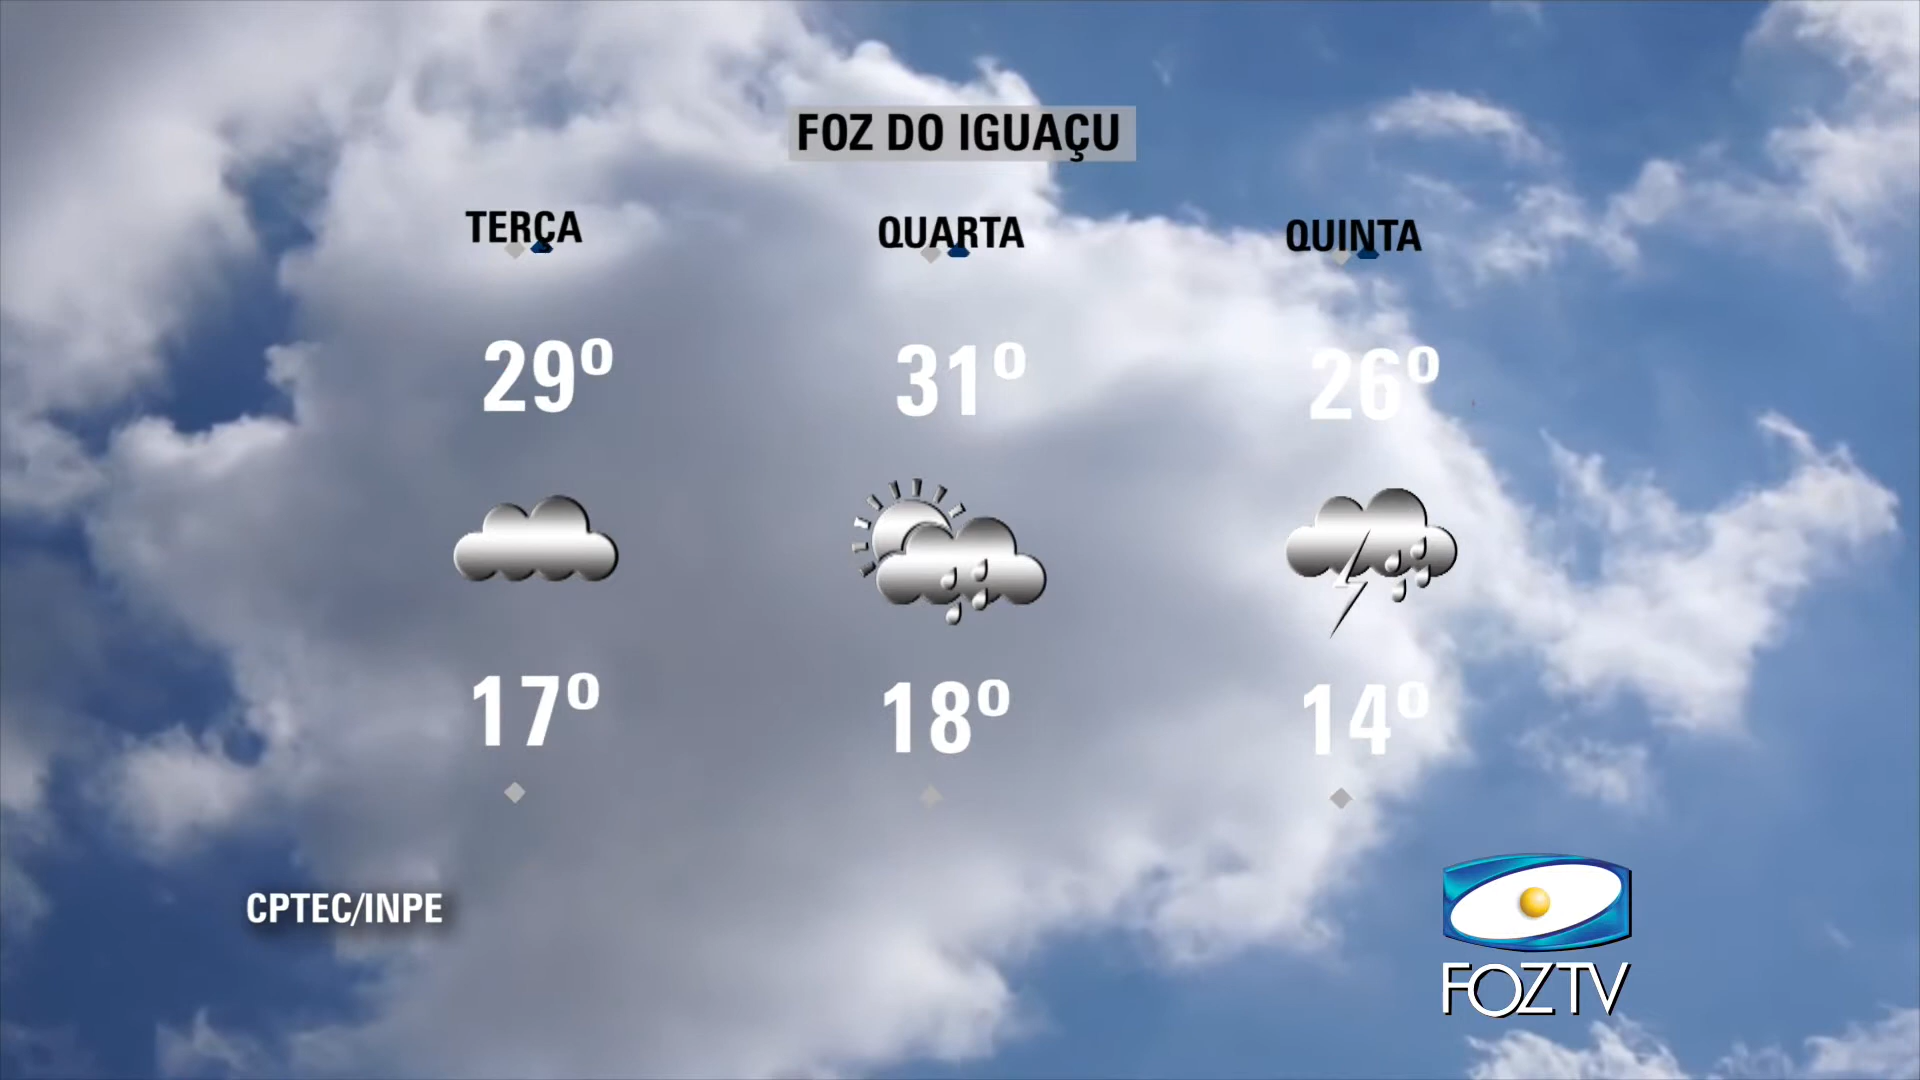 FOZ DO IGUAÇU
TERÇA QUARTA QUINTA
29º 31º 26º
17º 18º 14º
CPTEC/INPE
FOZTV